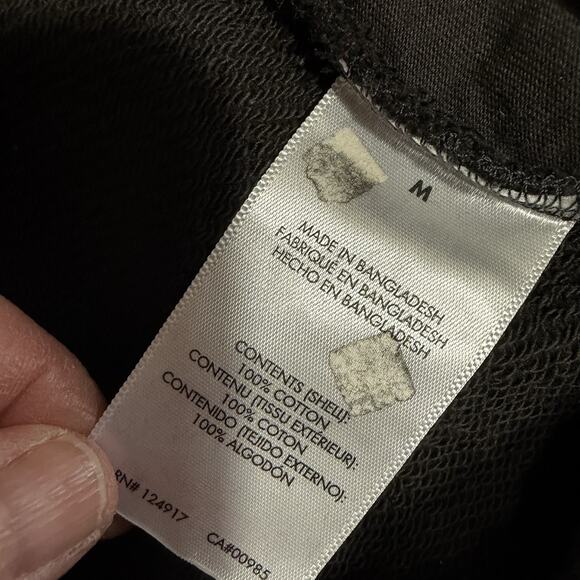 M
MADE IN BANGLADESH
FABRIQUÉ EN BANGLADESH
HECHO EN BANGLADESH
CONTENTS (SHELL):
100% COTTON
CONTENU (TISSU EXTERIEUR):
100% COTON
CONTENIDO (TEJIDO EXTERNO):
100% ALGODÓN
RN# 124917 CA#00985